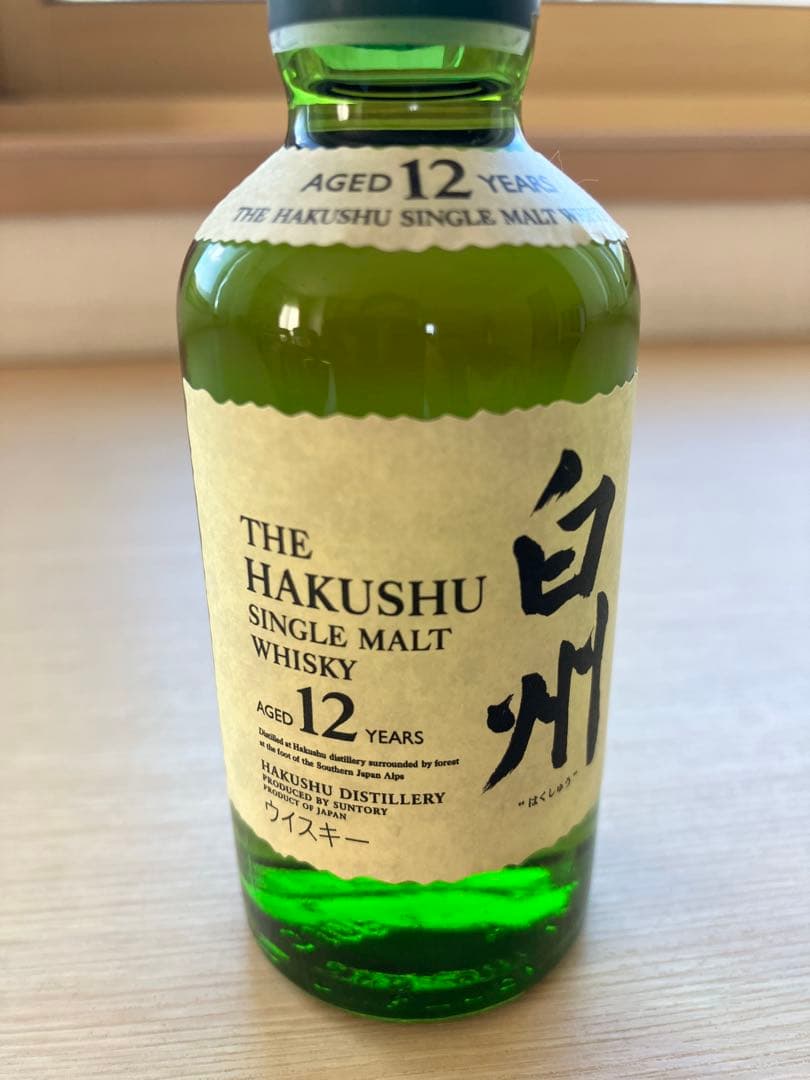 AGED 12 YEARS
THE HAKUSHU SINGLE MALT WHISKY
THE
HAKUSHU
SINGLE MALT
WHISKY
AGED 12 YEARS
Distilled at Hakushu distillery surrounded by forest
at the foot of the Southern Japan Alps
HAKUSHU DISTILLERY
PRODUCED BY SUNTORY
PRODUCT OF JAPAN
ウイスキー
白州
"はくしゅう"